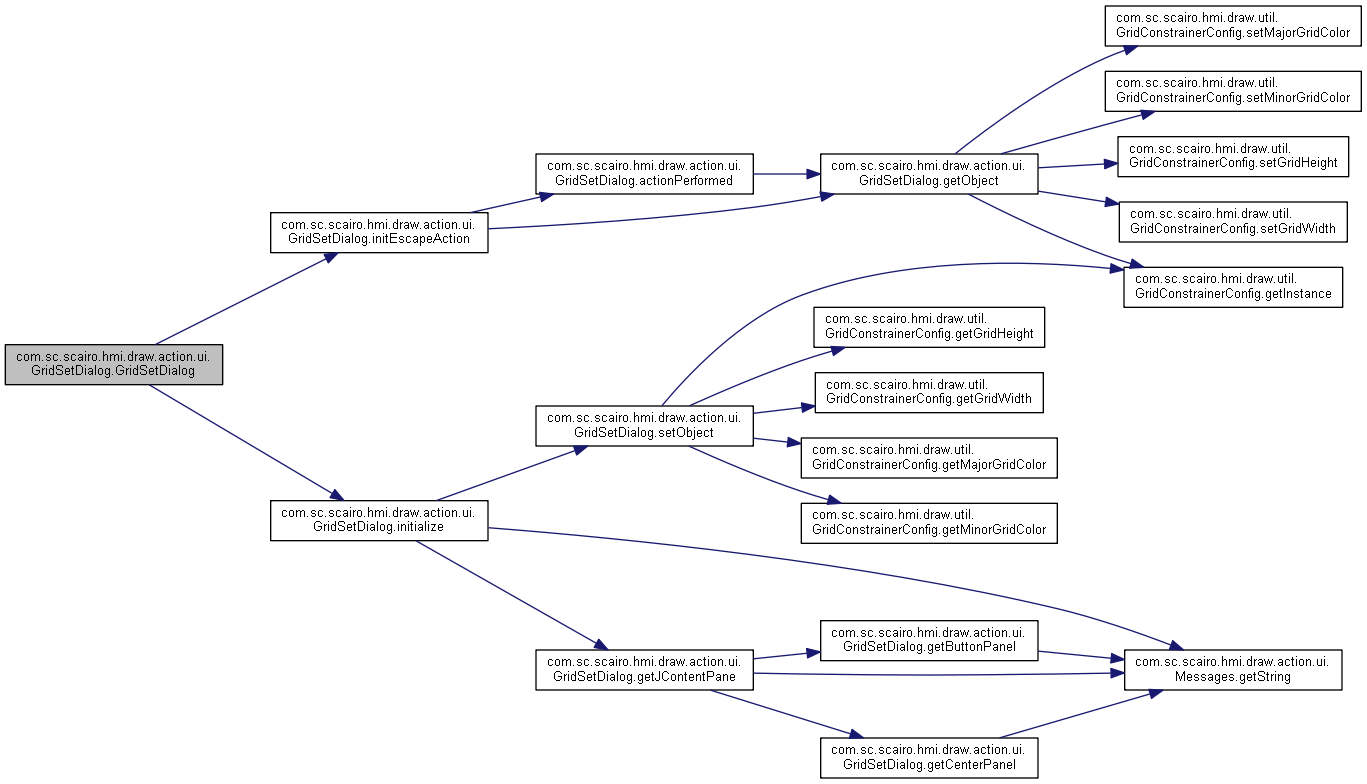 com.sc.scairo.hmi.draw.util.
GridConstrainerConfig.setMajorGridColor
com.sc.scairo.hmi.draw.util.
GridConstrainerConfig.setMinorGridColor
com.sc.scairo.hmi.draw.util.
GridConstrainerConfig.setGridHeight
com.sc.scairo.hmi.draw.action.ui.
GridSetDialog.actionPerformed
com.sc.scairo.hmi.draw.action.ui.
GridSetDialog.getObject
com.sc.scairo.hmi.draw.util.
GridConstrainerConfig.setGridWidth
com.sc.scairo.hmi.draw.action.ui.
GridSetDialog.initEscapeAction
com.sc.scairo.hmi.draw.util.
GridConstrainerConfig.getInstance
com.sc.scairo.hmi.draw.util.
GridConstrainerConfig.getGridHeight
com.sc.scairo.hmi.draw.action.ui.
GridSetDialog.GridSetDialog
com.sc.scairo.hmi.draw.util.
GridConstrainerConfig.getGridWidth
com.sc.scairo.hmi.draw.action.ui.
GridSetDialog.setObject
com.sc.scairo.hmi.draw.util.
GridConstrainerConfig.getMajorGridColor
com.sc.scairo.hmi.draw.action.ui.
GridSetDialog.initialize
com.sc.scairo.hmi.draw.util.
GridConstrainerConfig.getMinorGridColor
com.sc.scairo.hmi.draw.action.ui.
GridSetDialog.getButtonPanel
com.sc.scairo.hmi.draw.action.ui.
GridSetDialog.getJContentPane
com.sc.scairo.hmi.draw.action.ui.
Messages.getString
com.sc.scairo.hmi.draw.action.ui.
GridSetDialog.getCenterPanel